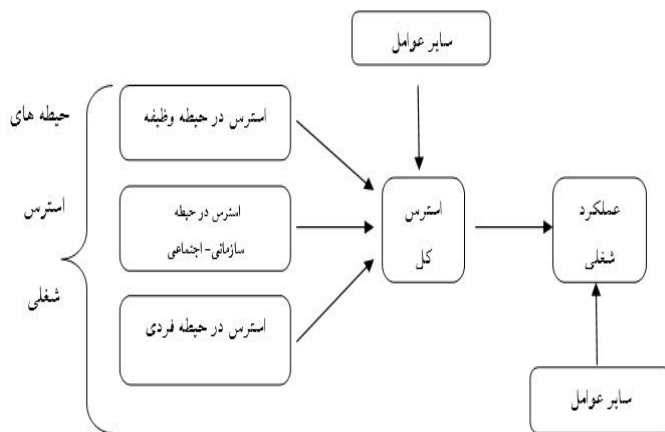 سایر عوامل
حیطه های
استرس
شغلی
استرس در حیطه وظیفه
استرس در حیطه
سازمانی- اجتماعی
استرس در حیطه فردی
استرس
کل
عملکرد
شغلی
سایر عوامل